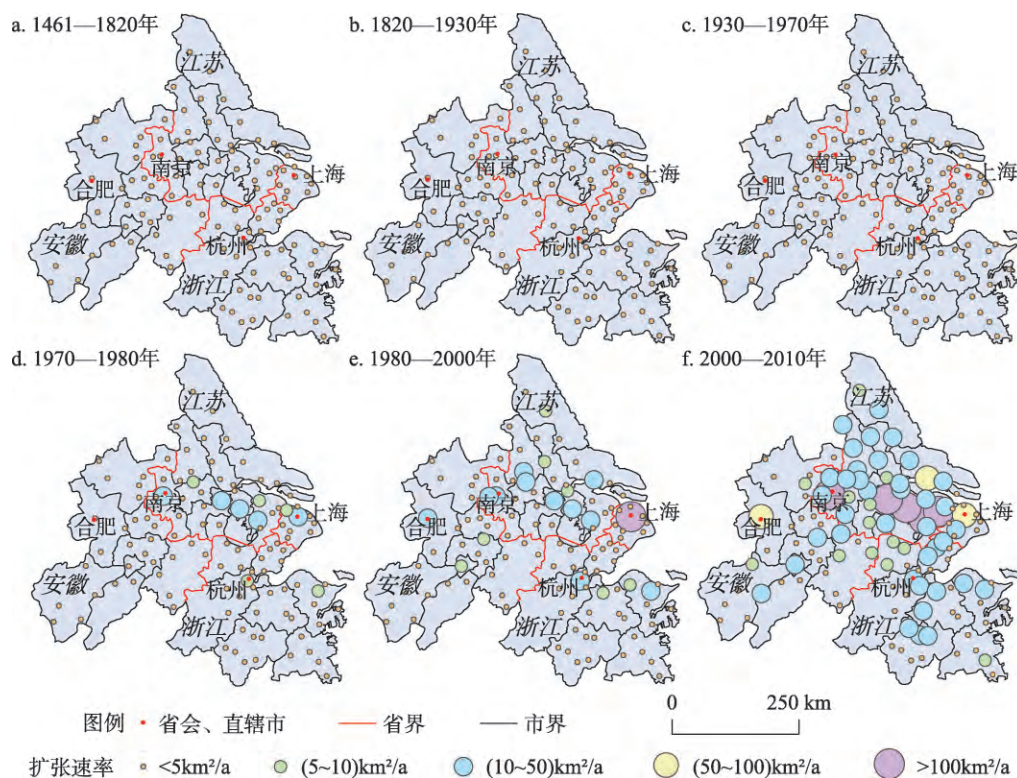 a. 1461—1820年
b. 1820—1930年
c. 1930—1970年
江苏
江苏
江苏
南京
上海
南京
上海
南京
上海
合肥
合肥
合肥
安徽
杭州
安徽
杭州
安徽
杭州
浙江
浙江
浙江
d. 1970—1980年
e. 1980—2000年
f. 2000—2010年
江苏
江苏
江苏
南京
上海
南京
上海
南京
上海
合肥
合肥
合肥
安徽
杭州
安徽
杭州
安徽
杭州
浙江
浙江
浙江
0 250 km
图例 省会、直辖市 省界 市界
扩张速率 <5km²/a (5~10)km²/a (10~50)km²/a (50~100)km²/a >100km²/a